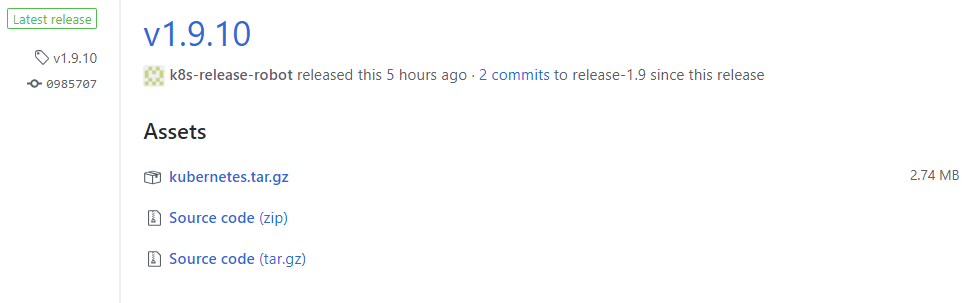 Latest release
v1.9.10
0985707
v1.9.10
k8s-release-robot released this 5 hours ago · 2 commits to release-1.9 since this release
Assets
kubernetes.tar.gz 2.74 MB
Source code (zip)
Source code (tar.gz)